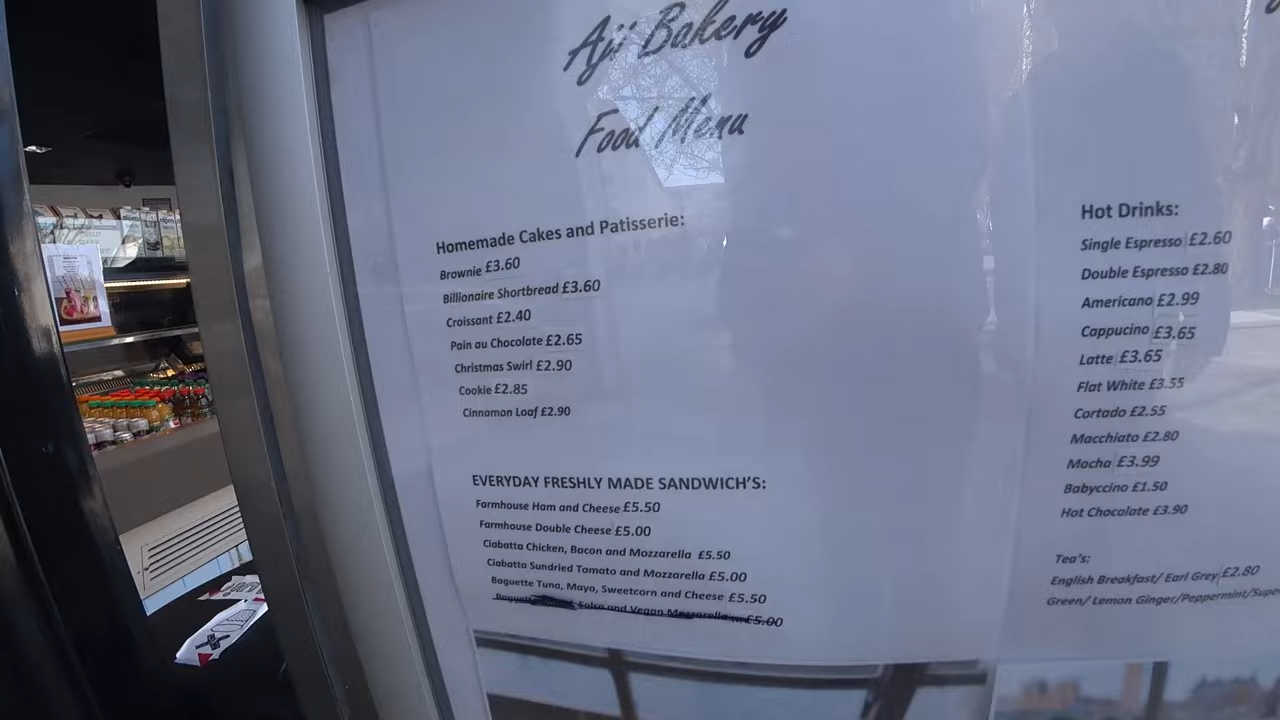 Aji Bakery
Food Menu
Homemade Cakes and Patisserie:
Brownie £3.60
Billionaire Shortbread £3.60
Croissant £2.40
Pain au Chocolate £2.65
Christmas Swirl £2.90
Cookie £2.85
Cinnamon Loaf £2.90
EVERYDAY FRESHLY MADE SANDWICH'S:
Farmhouse Ham and Cheese £5.50
Farmhouse Double Cheese £5.00
Ciabatta Chicken, Bacon and Mozzarella £5.50
Ciabatta Sundried Tomato and Mozzarella £5.00
Baguette Tuna, Mayo, Sweetcorn and Cheese £5.50
Salsa and Vegan Mozzarella £5.00
Hot Drinks:
Single Espresso £2.60
Double Espresso £2.80
Americano £2.99
Cappucino £3.65
Latte £3.65
Flat White £3.55
Cortado £2.55
Macchiato £2.80
Mocha £3.99
Babyccino £1.50
Hot Chocolate £3.90
Tea's:
English Breakfast/ Earl Grey £2.80
Green/ Lemon Ginger/Peppermint/Supe